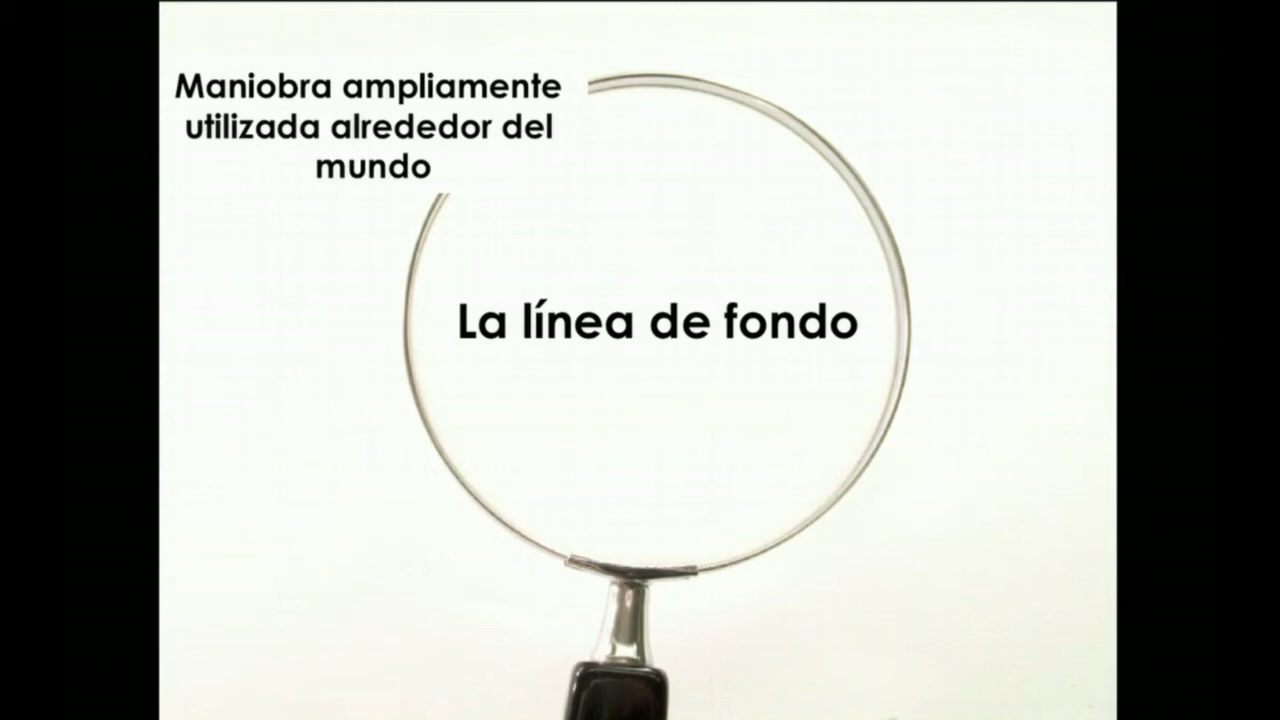 Maniobra ampliamente
utilizada alrededor del
mundo
La línea de fondo